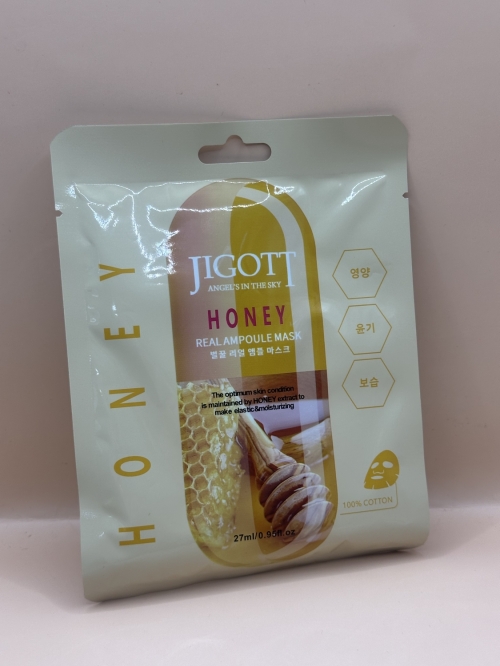 HONEY
JIGOTT
ANGEL'S IN THE SKY
HONEY
REAL AMPOULE MASK
벌꿀 리얼 앰플 마스크
The optimum skin condition
is maintained by HONEY extract to
make elastic&moisturizing
영양
윤기
보습
100% COTTON
27ml/0.95fl.oz